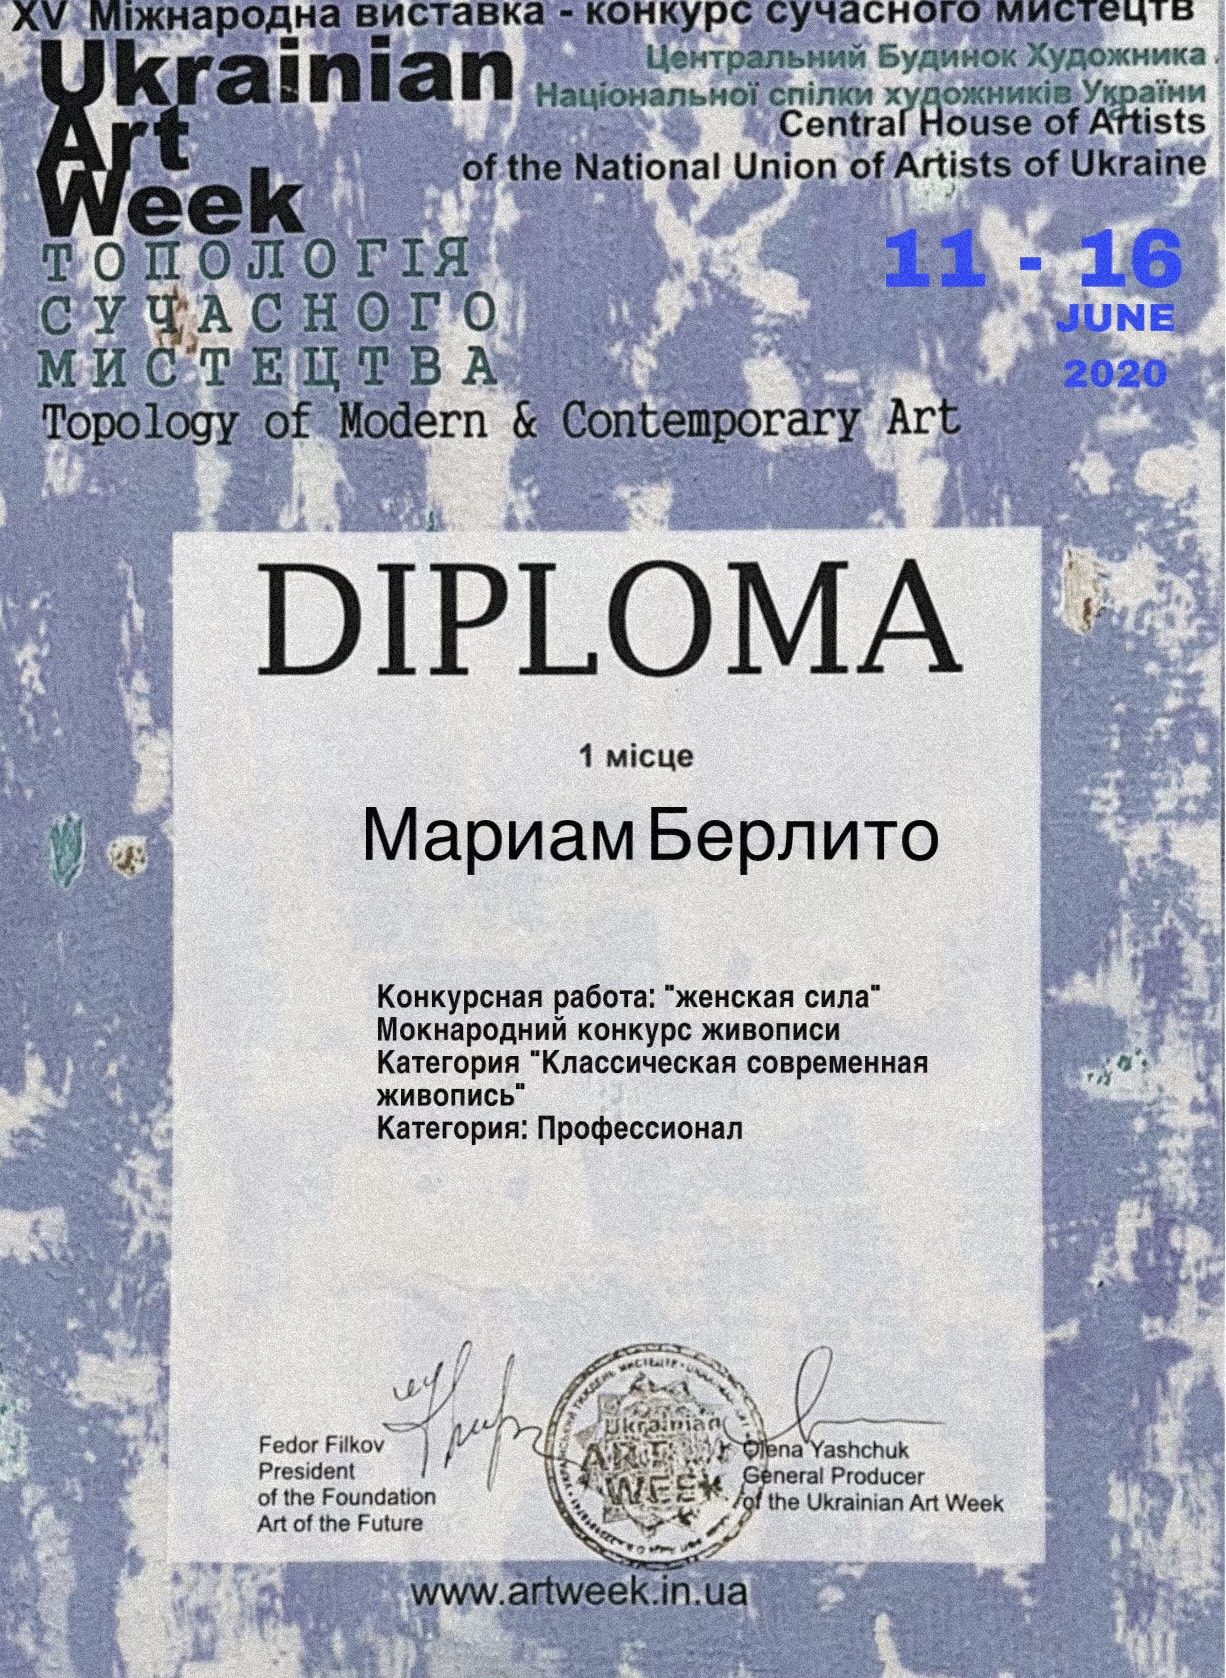 XV Міжнародна виставка - конкурс сучасного мистецтв
Ukrainian
Art
Week
Центральний Будинок Художника
Національної спілки художників України
Central House of Artists
of the National Union of Artists of Ukraine
ТОПОЛОГІЯ
СУЧАСНОГО
МИСТЕЦТВА
Topology of Modern & Contemporary Art
11 - 16
JUNE
2020
DIPLOMA
1 місце
Мариам Берлито
Конкурсная работа: "женская сила"
Мокнародний конкурс живописи
Категория "Классическая современная
живопись"
Категория: Профессионал
Fedor Filkov
President
of the Foundation
Art of the Future
Ukrainian
ART
WEEK
Olena Yashchuk
General Producer
of the Ukrainian Art Week
www.artweek.in.ua